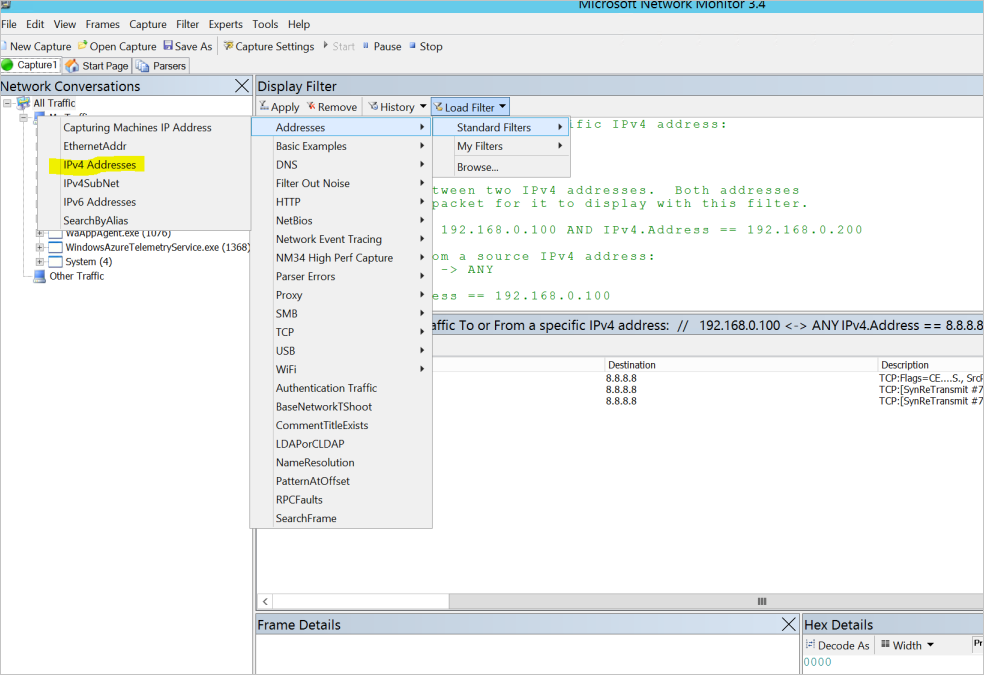 Microsoft Network Monitor 3.4
File Edit View Frames Capture Filter Experts Tools Help
New Capture Open Capture Save As Capture Settings Start Pause Stop
Capture1 Start Page Parsers
Network Conversations
All Traffic
Capturing Machines IP Address
EthernetAddr
IPv4 Addresses
IPv4SubNet
IPv6 Addresses
SearchByAlias
WaAppAgent.exe (1076)
WindowsAzureTelemetryService.exe (1368)
System (4)
Other Traffic
Display Filter
Apply Remove History Load Filter
Addresses
Basic Examples
DNS
Filter Out Noise
HTTP
NetBios
Network Event Tracing
NM34 High Perf Capture
Parser Errors
Proxy
SMB
TCP
USB
WiFi
Authentication Traffic
BaseNetworkTShoot
CommentTitleExists
LDAPorCLDAP
NameResolution
PatternAtOffset
RPCFaults
SearchFrame
Standard Filters
My Filters
Browse...
ific IPv4 address:
tween two IPv4 addresses. Both addresses
packet for it to display with this filter.
192.168.0.100 AND IPv4.Address == 192.168.0.200
om a source IPv4 address:
-> ANY
ess == 192.168.0.100
affic To or From a specific IPv4 address: // 192.168.0.100 <-> ANY IPv4.Address == 8.8.8.8
Destination Description
8.8.8.8 TCP:Flags=CE....S., SrcP
8.8.8.8 TCP:[SynReTransmit #7
8.8.8.8 TCP:[SynReTransmit #7
Frame Details
Hex Details
Decode As Width Pr
0000